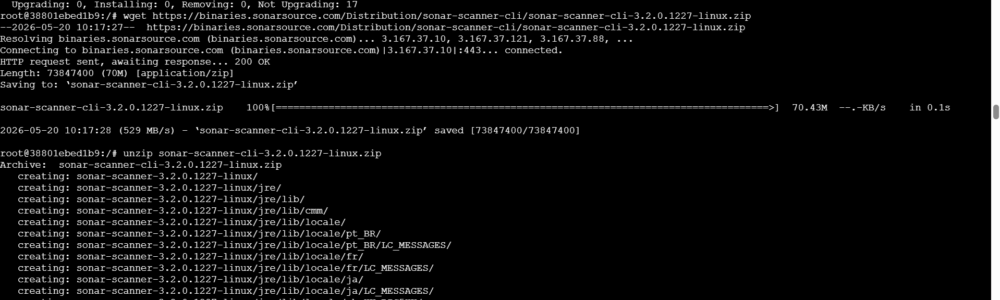 Upgrading: 0, Installing: 0, Removing: 0, Not Upgrading: 17
root@38801ebed1b9:/# wget https://binaries.sonarsource.com/Distribution/sonar-scanner-cli/sonar-scanner-cli-3.2.0.1227-linux.zip
--2026-05-20 10:17:27--  https://binaries.sonarsource.com/Distribution/sonar-scanner-cli/sonar-scanner-cli-3.2.0.1227-linux.zip
Resolving binaries.sonarsource.com (binaries.sonarsource.com)... 3.167.37.10, 3.167.37.121, 3.167.37.88, ...
Connecting to binaries.sonarsource.com (binaries.sonarsource.com)|3.167.37.10|:443... connected.
HTTP request sent, awaiting response... 200 OK
Length: 73847400 (70M) [application/zip]
Saving to: ‘sonar-scanner-cli-3.2.0.1227-linux.zip’
sonar-scanner-cli-3.2.0.1227-linux.zip    100%[====================================================================================>]  70.43M  --.-KB/s    in 0.1s
2026-05-20 10:17:28 (529 MB/s) - ‘sonar-scanner-cli-3.2.0.1227-linux.zip’ saved [73847400/73847400]
root@38801ebed1b9:/# unzip sonar-scanner-cli-3.2.0.1227-linux.zip
Archive:  sonar-scanner-cli-3.2.0.1227-linux.zip
creating: sonar-scanner-3.2.0.1227-linux/
creating: sonar-scanner-3.2.0.1227-linux/jre/
creating: sonar-scanner-3.2.0.1227-linux/jre/lib/
creating: sonar-scanner-3.2.0.1227-linux/jre/lib/cmm/
creating: sonar-scanner-3.2.0.1227-linux/jre/lib/locale/
creating: sonar-scanner-3.2.0.1227-linux/jre/lib/locale/pt_BR/
creating: sonar-scanner-3.2.0.1227-linux/jre/lib/locale/pt_BR/LC_MESSAGES/
creating: sonar-scanner-3.2.0.1227-linux/jre/lib/locale/fr/
creating: sonar-scanner-3.2.0.1227-linux/jre/lib/locale/fr/LC_MESSAGES/
creating: sonar-scanner-3.2.0.1227-linux/jre/lib/locale/ja/
creating: sonar-scanner-3.2.0.1227-linux/jre/lib/locale/ja/LC_MESSAGES/